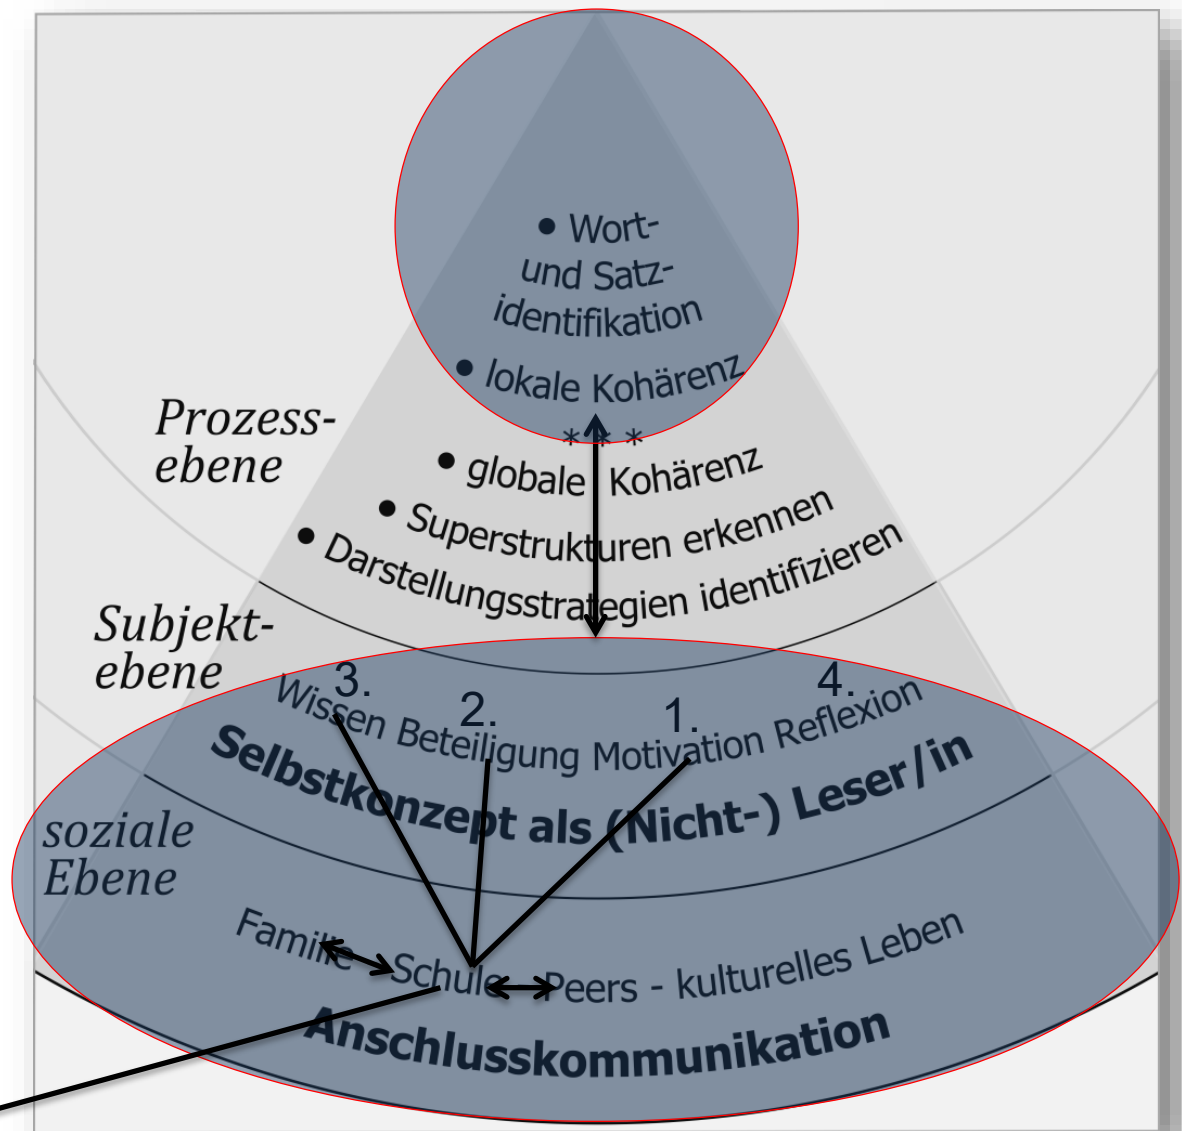 • Wort-
und Satz-
identifikation
• lokale Kohärenz
Prozess-
ebene
* * *
• globale Kohärenz
• Superstrukturen erkennen
• Darstellungsstrategien identifizieren
Subjekt-
ebene
3. 2. 1. 4.
Wissen Beteiligung Motivation Reflexion
Selbstkonzept als (Nicht-) Leser/in
soziale
Ebene
Familie Schule Peers - kulturelles Leben
Anschlusskommunikation